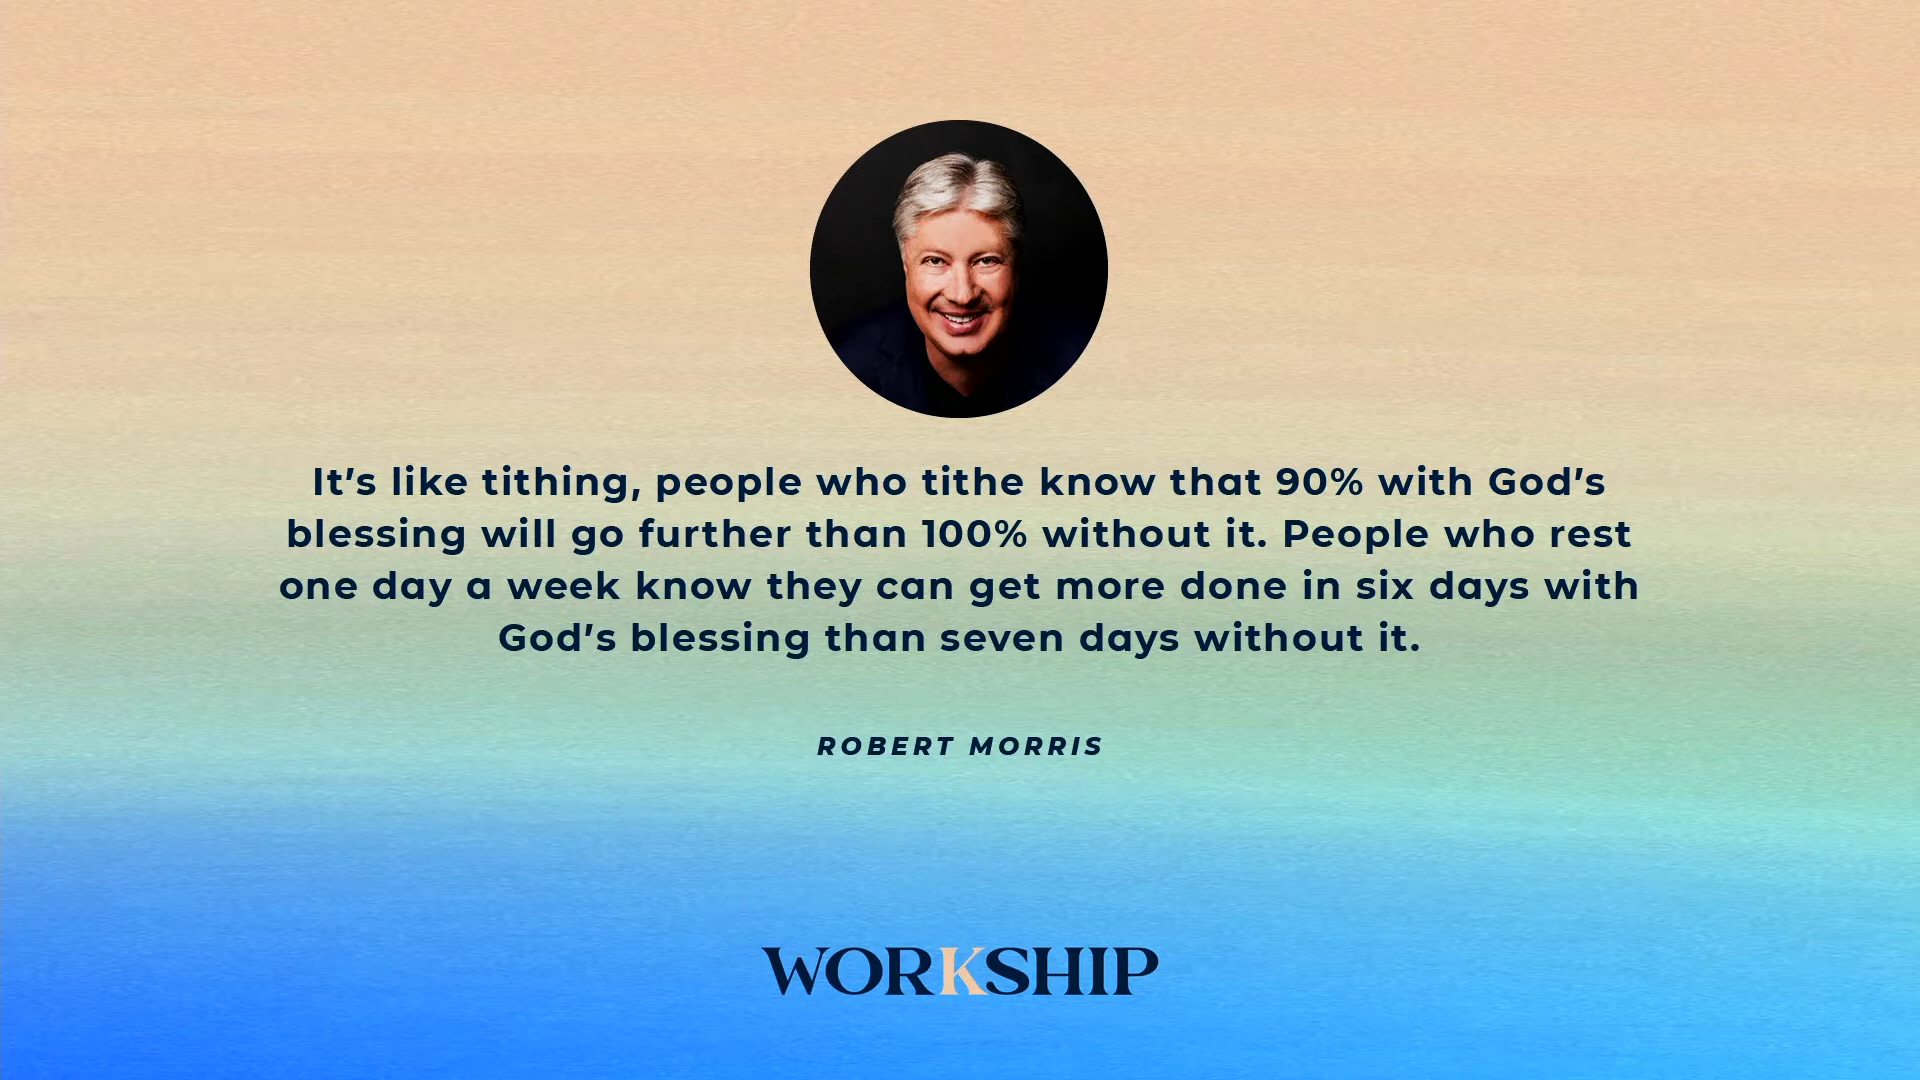 It’s like tithing, people who tithe know that 90% with God’s
blessing will go further than 100% without it. People who rest
one day a week know they can get more done in six days with
God’s blessing than seven days without it.
ROBERT MORRIS
WORKSHIP